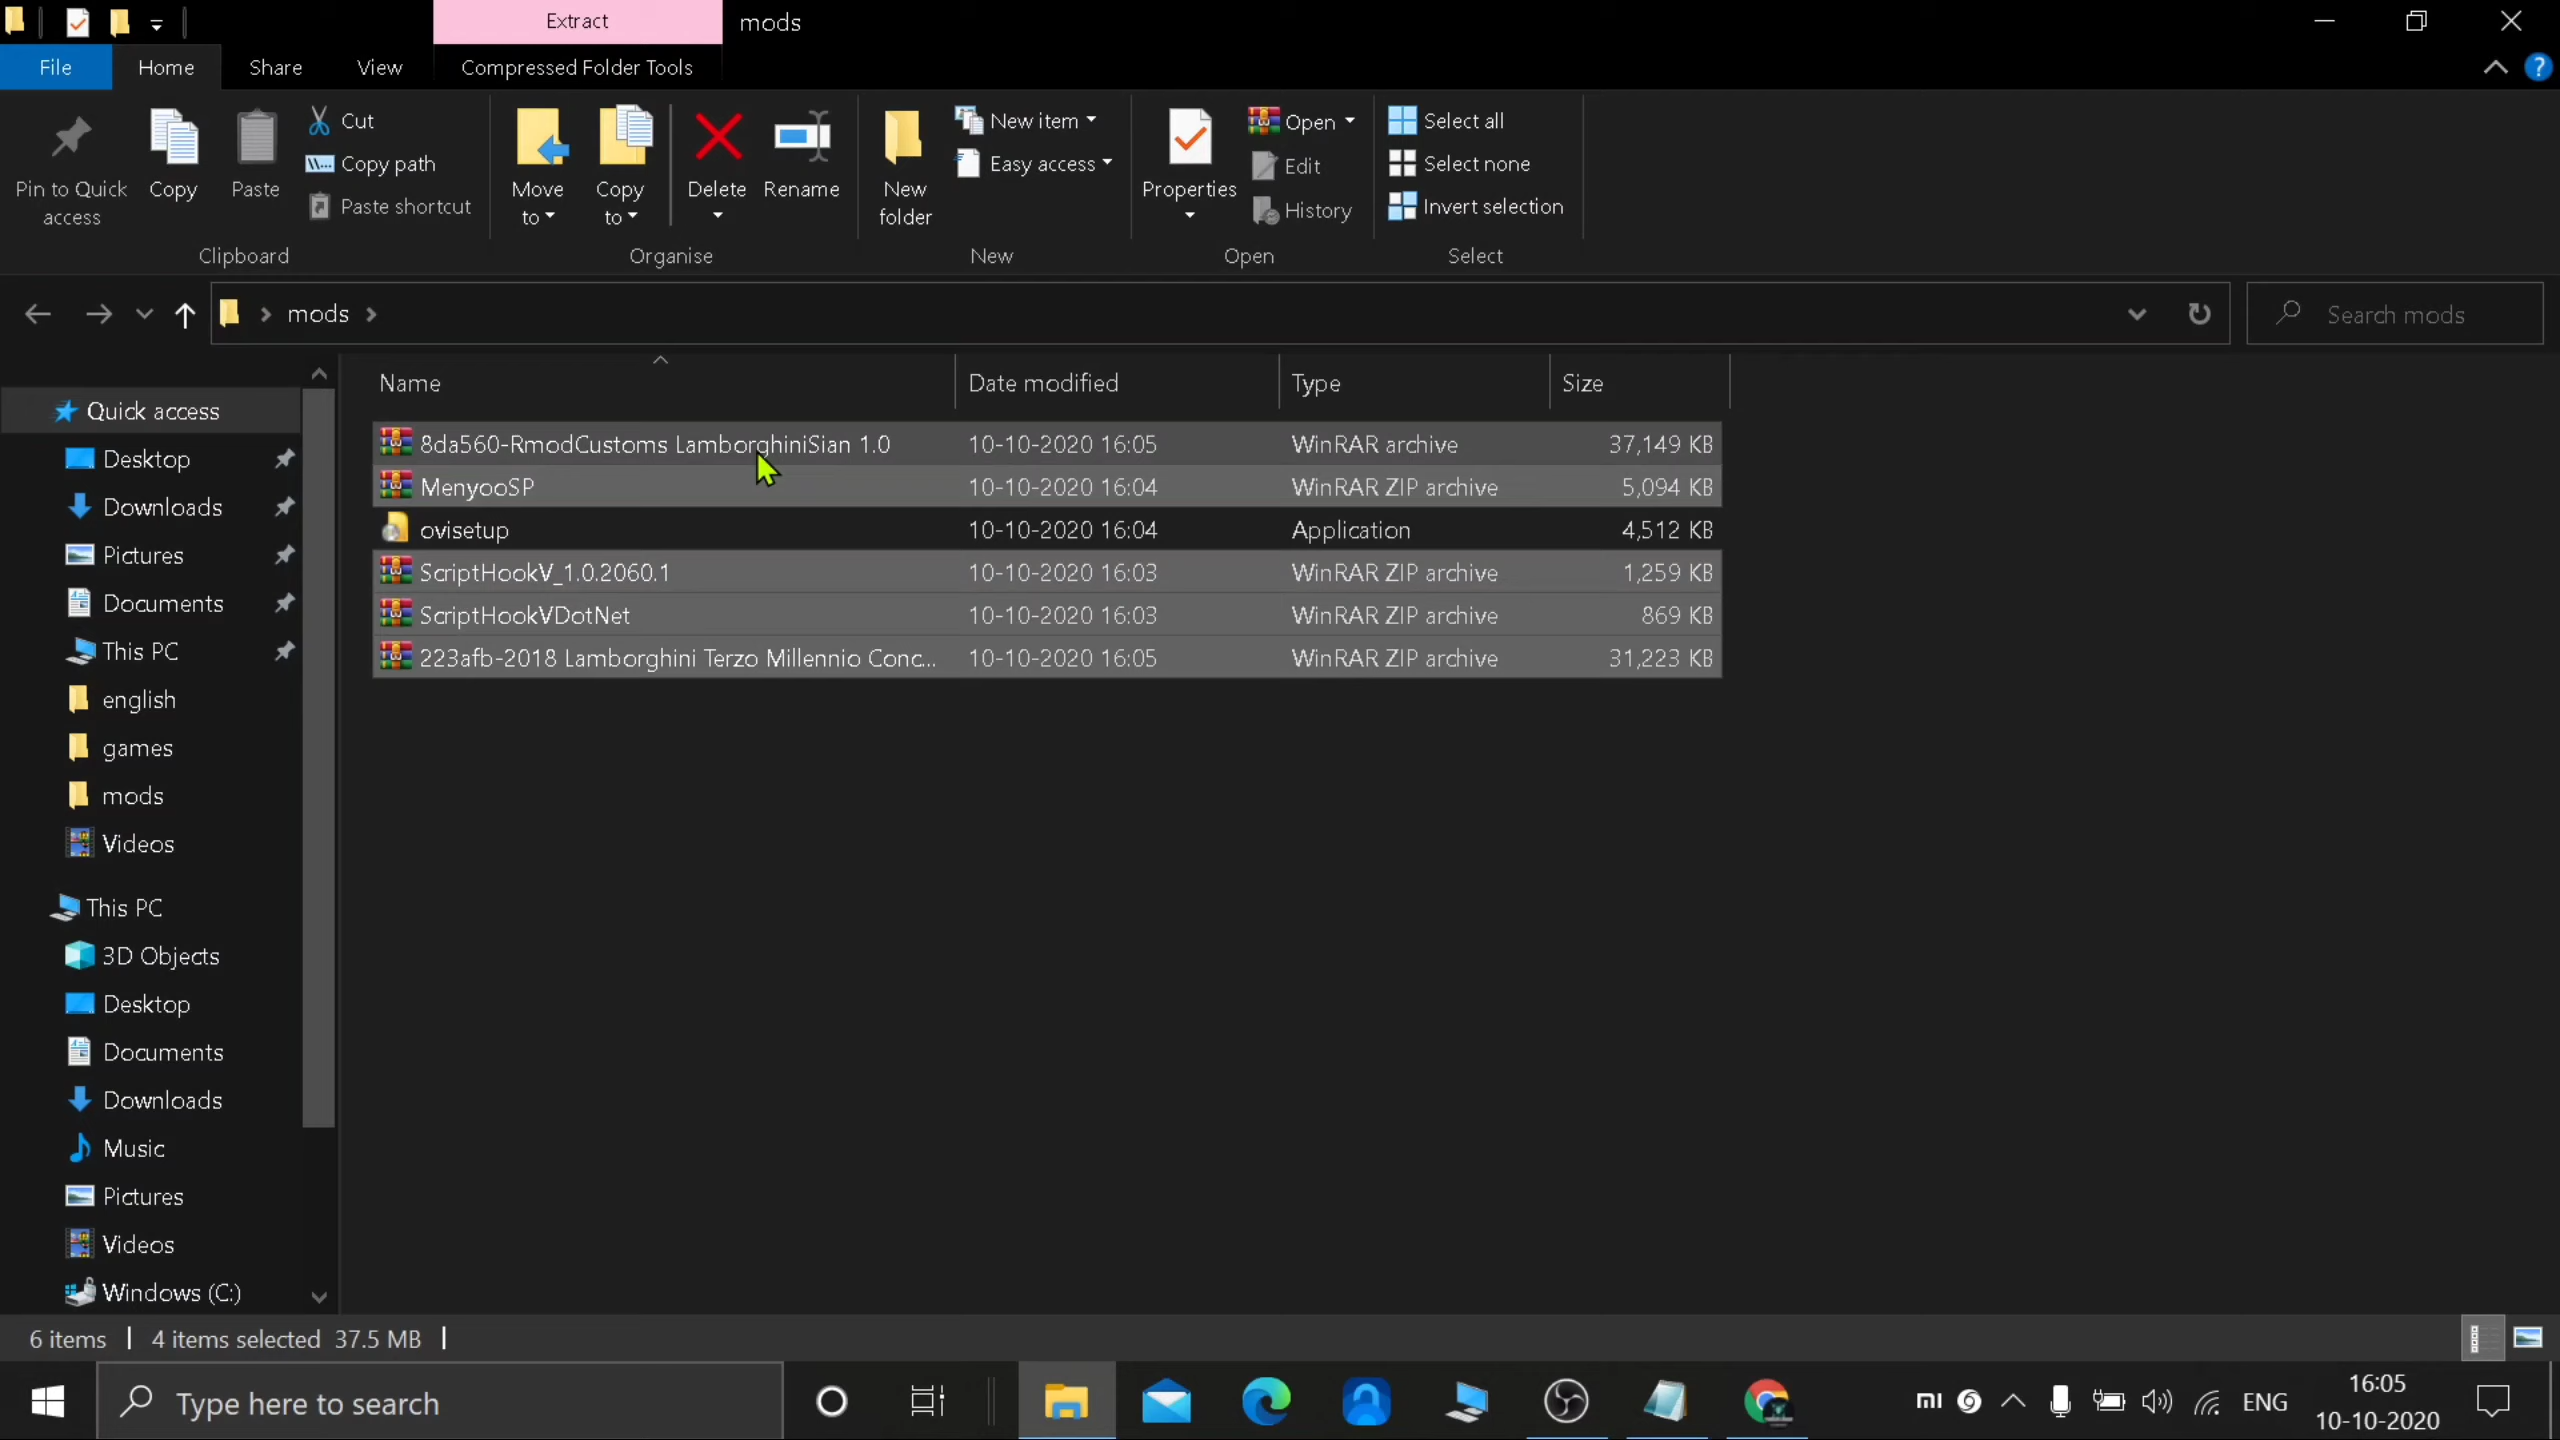 Extract
mods
File
Home
Share
View
Compressed Folder Tools
?
Pin to Quick access
Copy
Paste
Cut
Copy path
Paste shortcut
Clipboard
Move to
Copy to
Delete
Rename
Organise
New folder
New item
Easy access
New
Properties
Open
Edit
History
Open
Select all
Select none
Invert selection
Select
mods
Search mods
Name
Date modified
Type
Size
8da560-RmodCustoms LamborghiniSian 1.0 10-10-2020 16:05 WinRAR archive 37,149 KB
MenyooSP 10-10-2020 16:04 WinRAR ZIP archive 5,094 KB
ovisetup 10-10-2020 16:04 Application 4,512 KB
ScriptHookV_1.0.2060.1 10-10-2020 16:03 WinRAR ZIP archive 1,259 KB
ScriptHookVDotNet 10-10-2020 16:03 WinRAR ZIP archive 869 KB
223afb-2018 Lamborghini Terzo Millennio Conc... 10-10-2020 16:05 WinRAR ZIP archive 31,223 KB
Quick access
Desktop
Downloads
Pictures
Documents
This PC
english
games
mods
Videos
This PC
3D Objects
Desktop
Documents
Downloads
Music
Pictures
Videos
Windows (C:)
6 items
4 items selected 37.5 MB
Type here to search
mi
ENG
16:05
10-10-2020